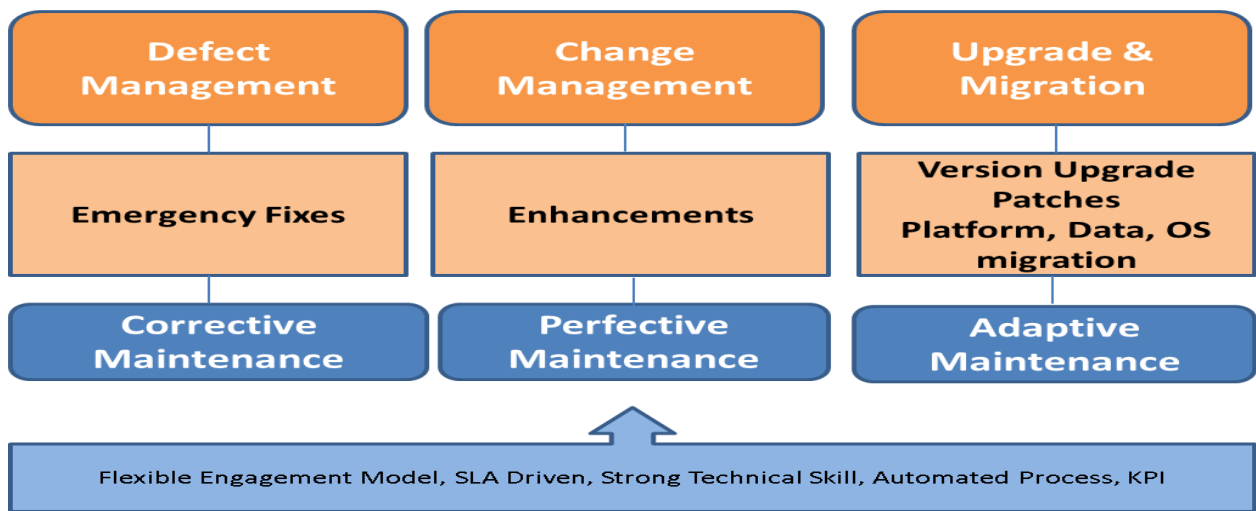 Defect
Management
Change
Management
Upgrade &
Migration
Emergency Fixes
Enhancements
Version Upgrade
Patches
Platform, Data, OS
migration
Corrective
Maintenance
Perfective
Maintenance
Adaptive
Maintenance
Flexible Engagement Model, SLA Driven, Strong Technical Skill, Automated Process, KPI